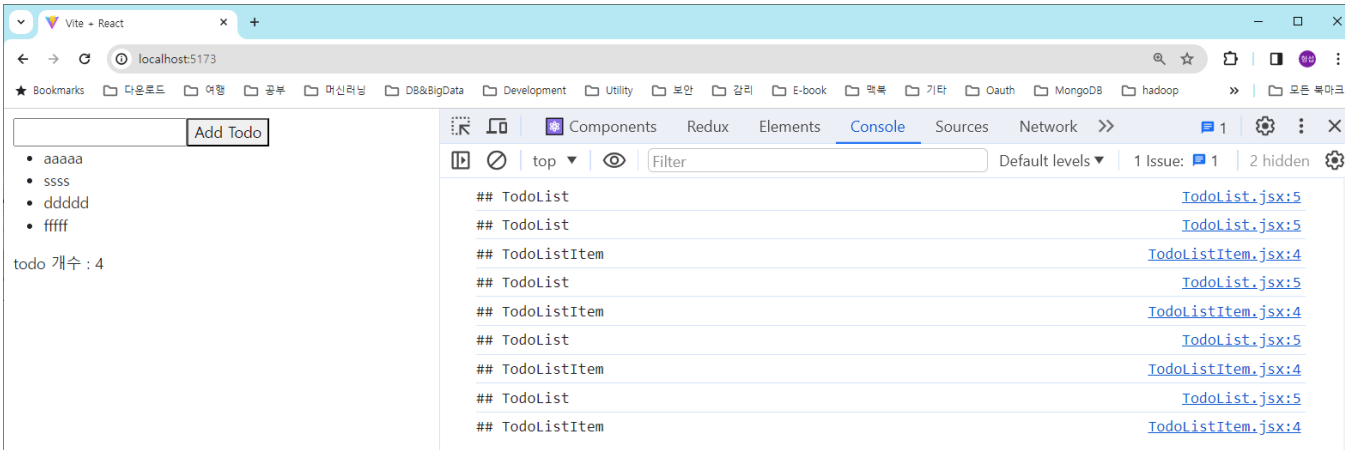 Vite + React
localhost:5173
Bookmarks 다운로드 여행 공부 머신러닝 DB&BigData Development Utility 보안 감리 E-book 맥북 기타 Oauth MongoDB hadoop » 모든 북마크
Add Todo
aaaaa
ssss
ddddd
fffff
todo 개수 : 4
Components Redux Elements Console Sources Network 1
top Filter Default levels 1 Issue: 1 2 hidden
## TodoList TodoList.jsx:5
## TodoList TodoList.jsx:5
## TodoListItem TodoListItem.jsx:4
## TodoList TodoList.jsx:5
## TodoListItem TodoListItem.jsx:4
## TodoList TodoList.jsx:5
## TodoListItem TodoListItem.jsx:4
## TodoList TodoList.jsx:5
## TodoListItem TodoListItem.jsx:4